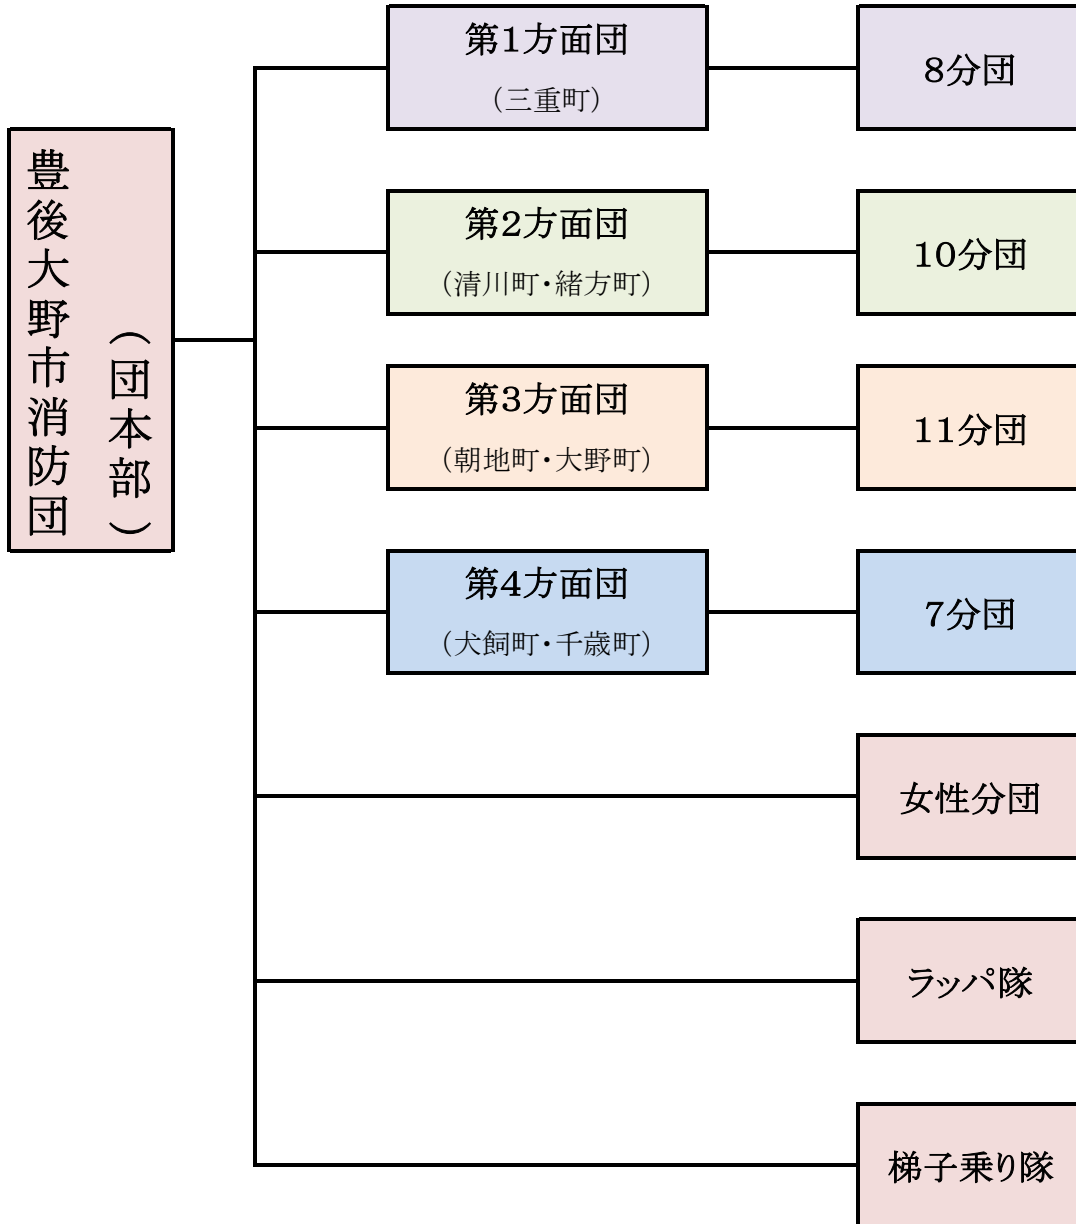 豊後大野市消防団
（団本部）
第１方面団
（三重町）
８分団
第２方面団
（清川町・緒方町）
１０分団
第３方面団
（朝地町・大野町）
１１分団
第４方面団
（犬飼町・千歳町）
７分団
女性分団
ラッパ隊
梯子乗り隊